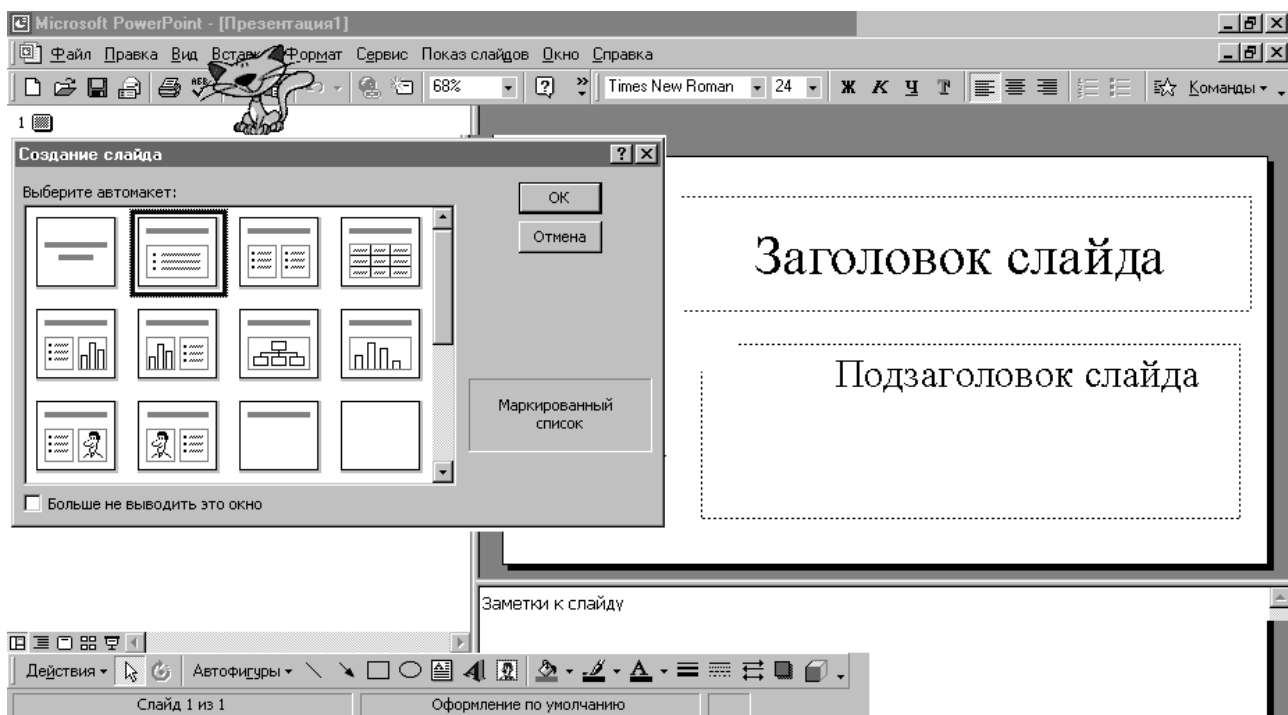 Microsoft PowerPoint - [Презентация1]
Файл Правка Вид Вставка Формат Сервис Показ слайдов Окно Справка
68% Times New Roman 24 Ж К Ч Т Команды
1
Создание слайда
Выберите автомакет:
ОК
Отмена
Маркированный
список
Больше не выводить это окно
Заголовок слайда
Подзаголовок слайда
Заметки к слайду
Действия Автофигуры
Слайд 1 из 1 Оформление по умолчанию